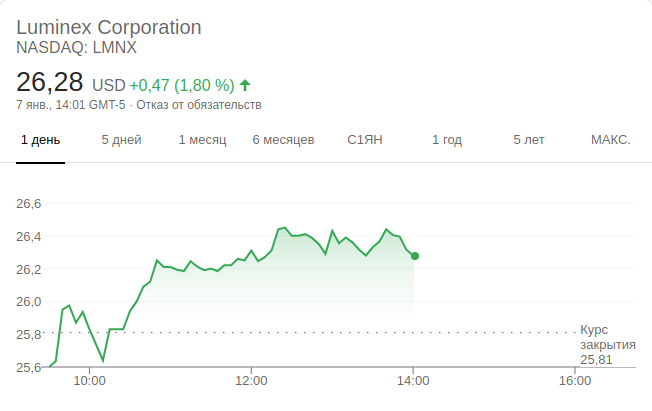 Luminex Corporation
NASDAQ: LMNX
26,28 USD +0,47 (1,80 %)
7 янв., 14:01 GMT-5 · Отказ от обязательств
1 день 5 дней 1 месяц 6 месяцев С1ЯН 1 год 5 лет МАКС.
26,6
26,4
26,2
26,0
25,8
25,6
Курс
закрытия
25,81
10:00 12:00 14:00 16:00